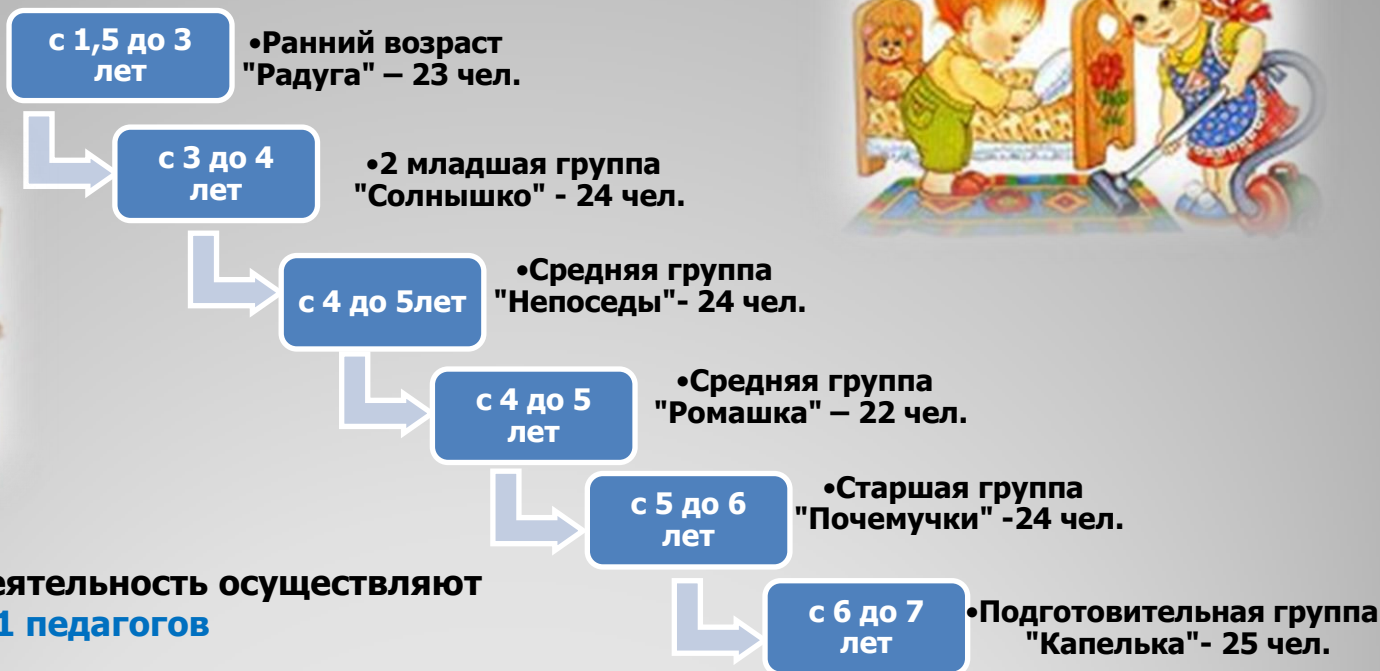 с 1,5 до 3
лет
•Ранний возраст
"Радуга" – 23 чел.
с 3 до 4
лет
•2 младшая группа
"Солнышко" - 24 чел.
с 4 до 5лет
•Средняя группа
"Непоседы"- 24 чел.
с 4 до 5
лет
•Средняя группа
"Ромашка" – 22 чел.
с 5 до 6
лет
•Старшая группа
"Почемучки" -24 чел.
осуществляют
педагогов
с 6 до 7
лет
•Подготовительная группа
"Капелька"- 25 чел.